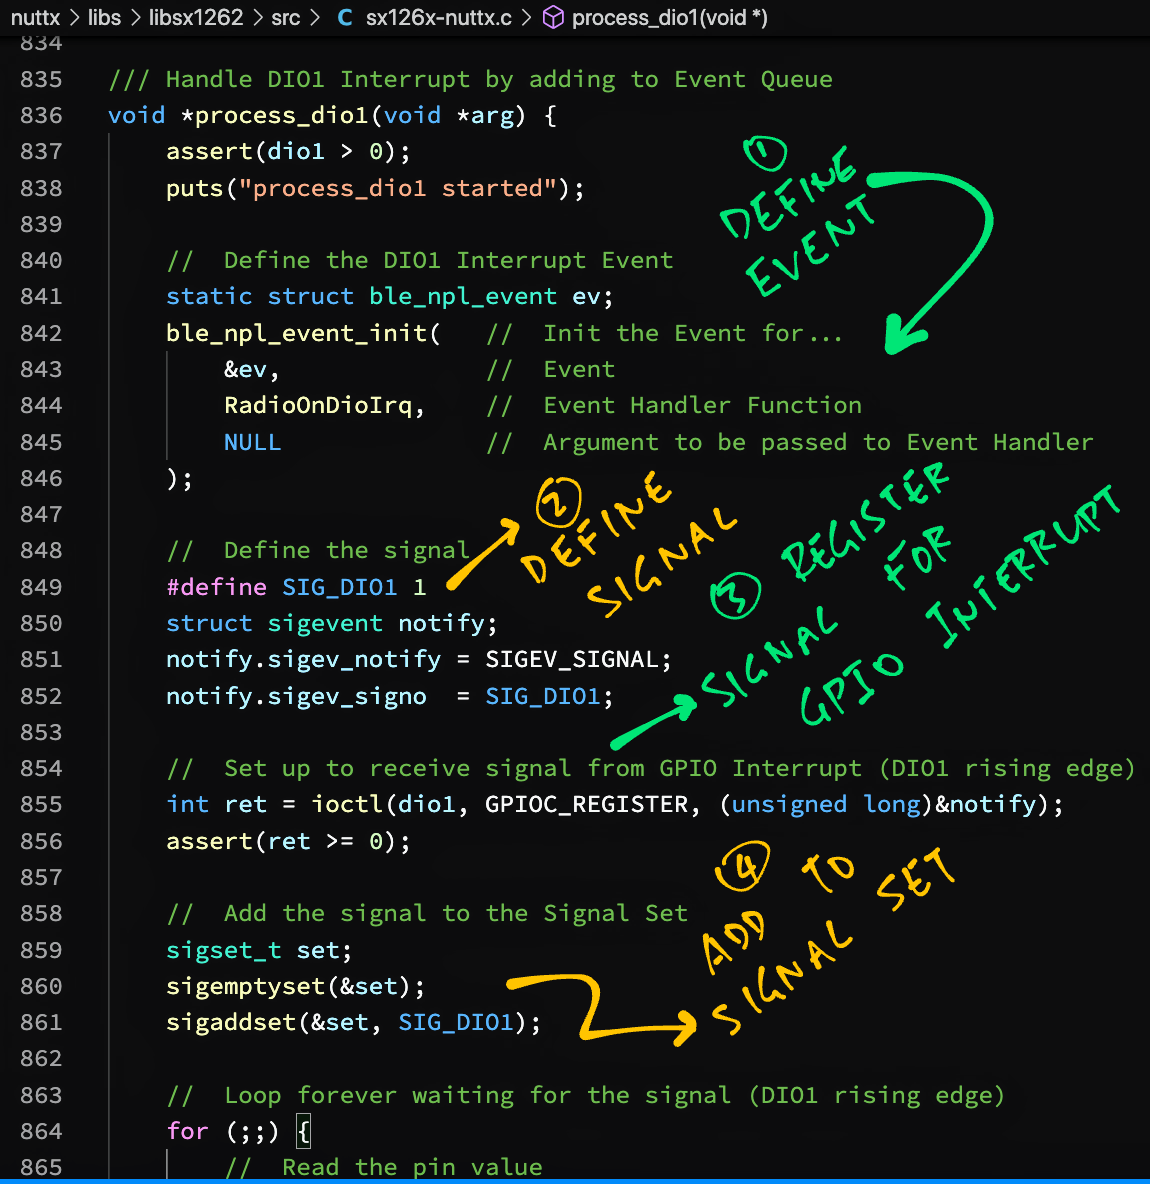 nuttx > libs > libsx1262 > src > C sx126x-nuttx.c > process_dio1(void *)
834
835 /// Handle DIO1 Interrupt by adding to Event Queue
836 void *process_dio1(void *arg) {
837 assert(dio1 > 0);
838 puts("process_dio1 started");
839
840 //  Define the DIO1 Interrupt Event
841 static struct ble_npl_event ev;
842 ble_npl_event_init(   //  Init the Event for...
843 &ev,              //  Event
844 RadioOnDioIrq,    //  Event Handler Function
845 NULL              //  Argument to be passed to Event Handler
846 );
847
848 //  Define the signal
849 #define SIG_DIO1 1
850 struct sigevent notify;
851 notify.sigev_notify = SIGEV_SIGNAL;
852 notify.sigev_signo  = SIG_DIO1;
853
854 //  Set up to receive signal from GPIO Interrupt (DIO1 rising edge)
855 int ret = ioctl(dio1, GPIOC_REGISTER, (unsigned long)&notify);
856 assert(ret >= 0);
857
858 //  Add the signal to the Signal Set
859 sigset_t set;
860 sigemptyset(&set);
861 sigaddset(&set, SIG_DIO1);
862
863 //  Loop forever waiting for the signal (DIO1 rising edge)
864 for (;;) {
865 //  Read the pin value
1
DEFINE
EVENT
2
DEFINE
SIGNAL
3 REGISTER
SIGNAL FOR
GPIO INTERRUPT
4
ADD TO
SIGNAL SET